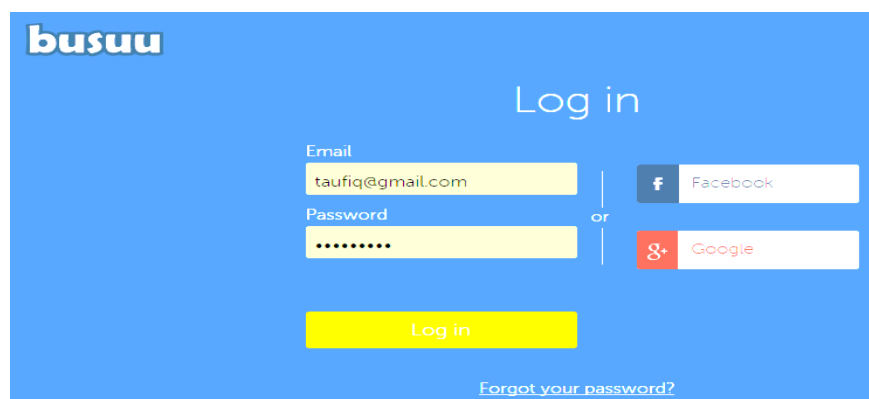 busuu
Log in
Email
taufiq@gmail.com
Password
•••••••••
or
f Facebook
g+ Google
Log in
Forgot your password?